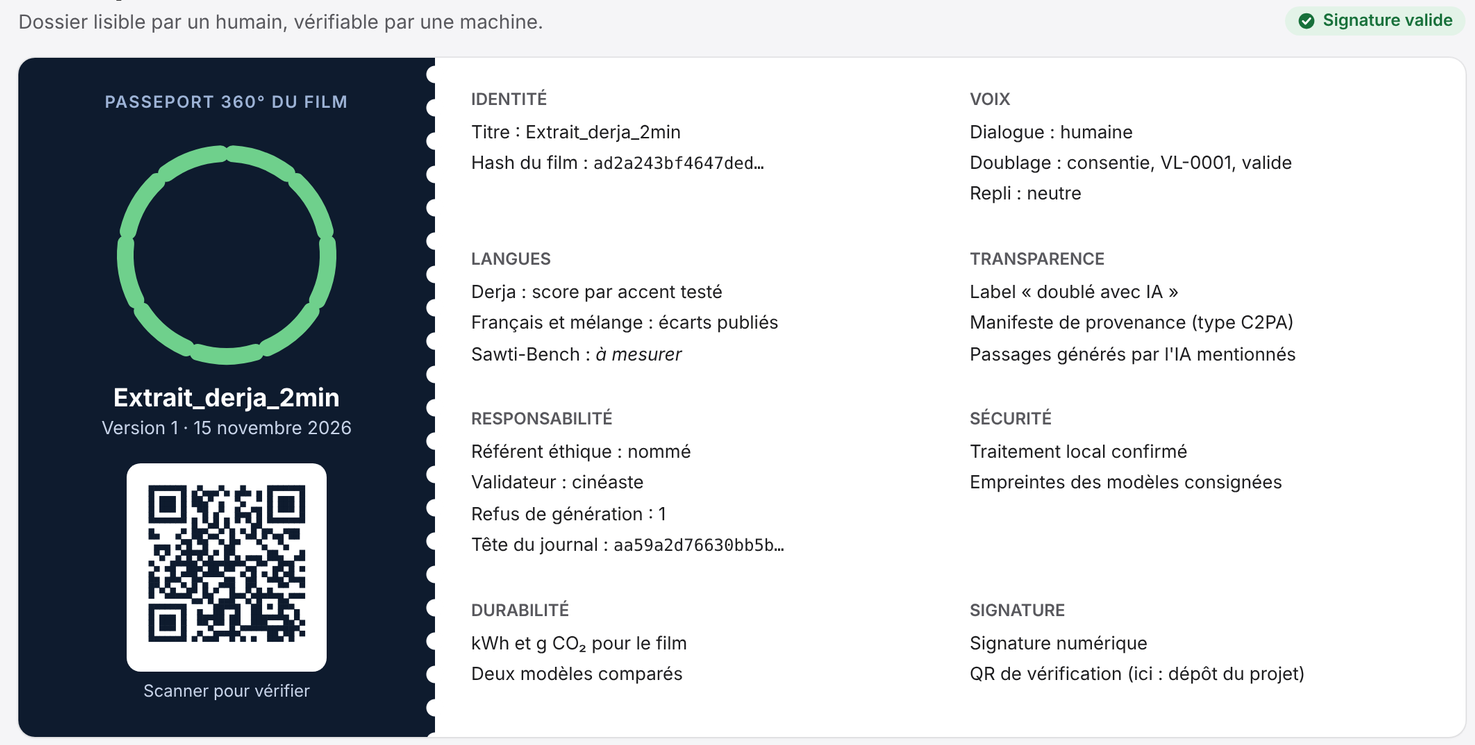 Dossier lisible par un humain, vérifiable par une machine.
Signature valide
PASSEPORT 360° DU FILM
Extrait_derja_2min
Version 1 · 15 novembre 2026
Scanner pour vérifier
IDENTITÉ
Titre : Extrait_derja_2min
Hash du film : ad2a243bf4647ded…
VOIX
Dialogue : humaine
Doublage : consentie, VL-0001, valide
Repli : neutre
LANGUES
Derja : score par accent testé
Français et mélange : écarts publiés
Sawti-Bench : à mesurer
TRANSPARENCE
Label « doublé avec IA »
Manifeste de provenance (type C2PA)
Passages générés par l'IA mentionnés
RESPONSABILITÉ
Référent éthique : nommé
Validateur : cinéaste
Refus de génération : 1
Tête du journal : aa59a2d76630bb5b…
SÉCURITÉ
Traitement local confirmé
Empreintes des modèles consignées
DURABILITÉ
kWh et g CO₂ pour le film
Deux modèles comparés
SIGNATURE
Signature numérique
QR de vérification (ici : dépôt du projet)